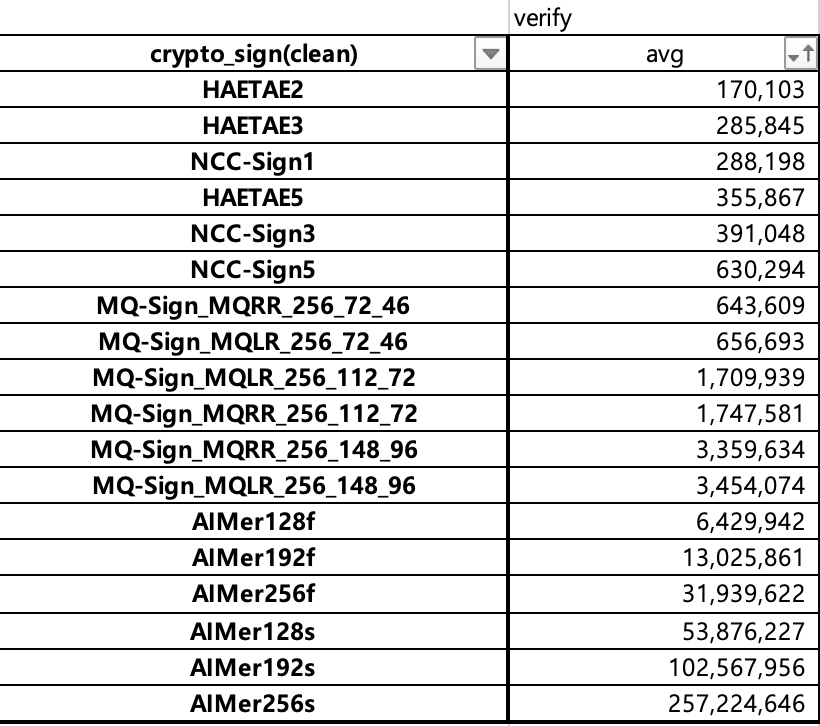 verify
crypto_sign(clean) avg
HAETAE2 170,103
HAETAE3 285,845
NCC-Sign1 288,198
HAETAE5 355,867
NCC-Sign3 391,048
NCC-Sign5 630,294
MQ-Sign_MQRR_256_72_46 643,609
MQ-Sign_MQLR_256_72_46 656,693
MQ-Sign_MQLR_256_112_72 1,709,939
MQ-Sign_MQRR_256_112_72 1,747,581
MQ-Sign_MQRR_256_148_96 3,359,634
MQ-Sign_MQLR_256_148_96 3,454,074
AIMer128f 6,429,942
AIMer192f 13,025,861
AIMer256f 31,939,622
AIMer128s 53,876,227
AIMer192s 102,567,956
AIMer256s 257,224,646